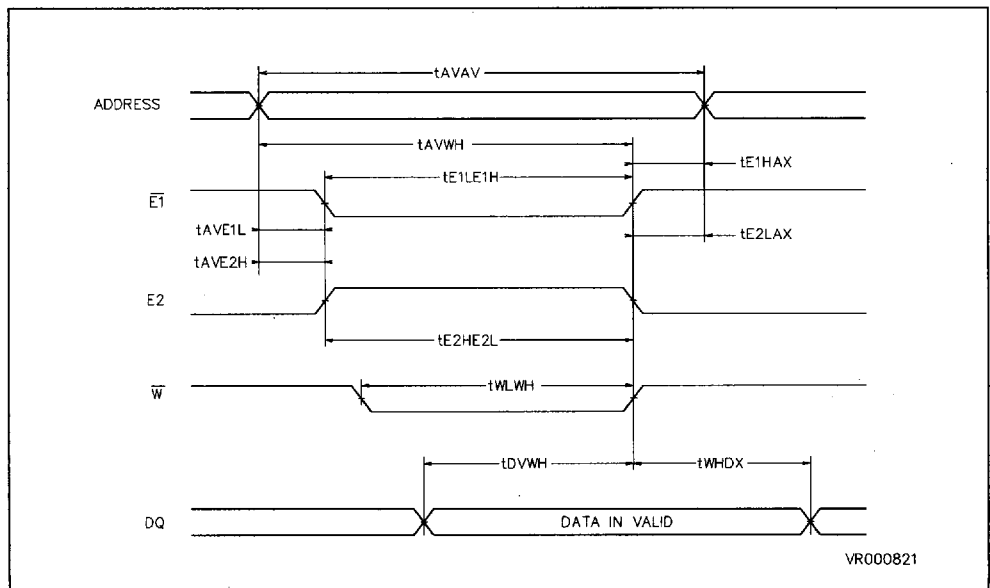 tAVAV
ADDRESS
tAVWH
tE1HAX
tE1LE1H
E1
tAVE1L
tE2LAX
tAVE2H
E2
tE2HE2L
tWLWH
W
tDVWH
tWHDX
DQ
DATA IN VALID
VR000821